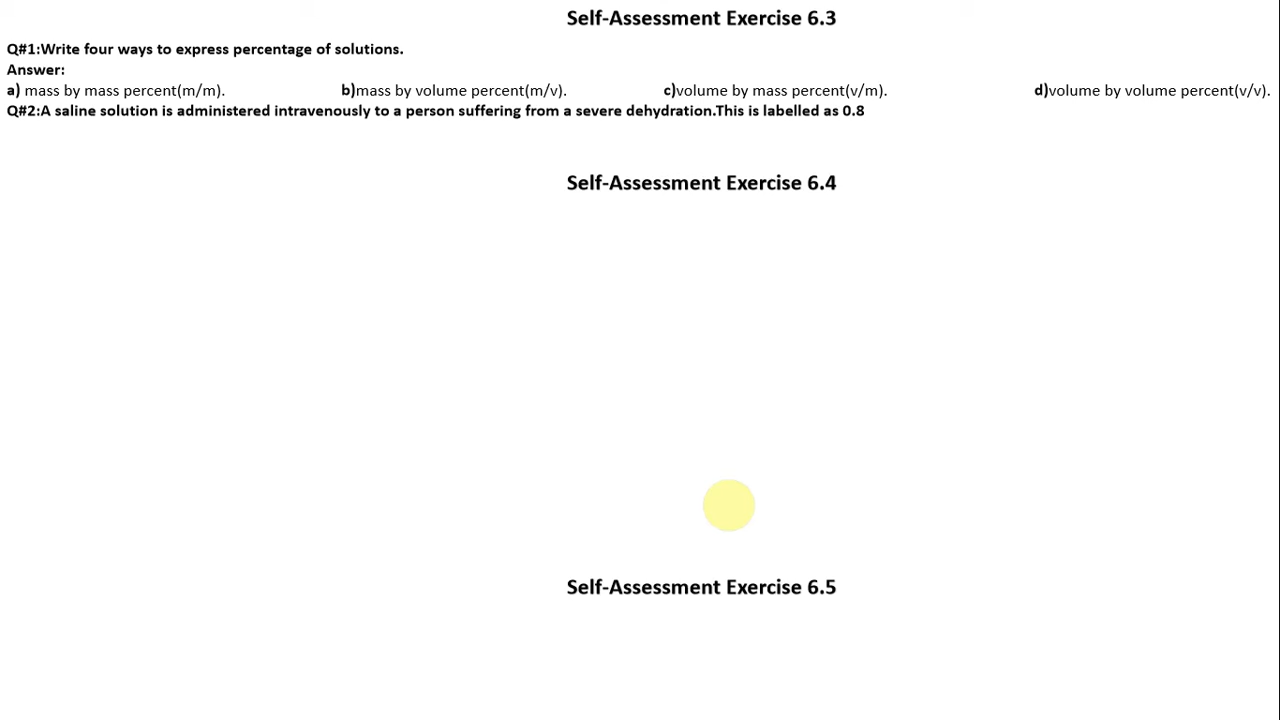 Self-Assessment Exercise 6.3
Q#1:Write four ways to express percentage of solutions.
Answer:
a) mass by mass percent(m/m). b)mass by volume percent(m/v). c)volume by mass percent(v/m). d)volume by volume percent(v/v).
Q#2:A saline solution is administered intravenously to a person suffering from a severe dehydration.This is labelled as 0.8
Self-Assessment Exercise 6.4
Self-Assessment Exercise 6.5